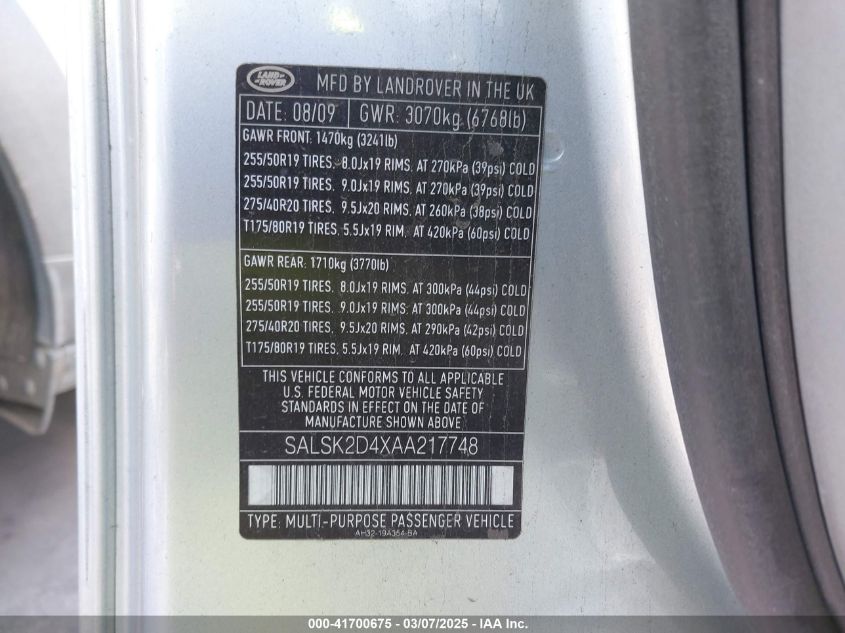 LAND ROVER
MFD BY LANDROVER IN THE UK
DATE: 08/09 GWR: 3070kg (6768lb)
GAWR FRONT: 1470kg (3241lb)
255/50R19 TIRES, 8.0Jx19 RIMS, AT 270kPa (39psi) COLD
255/50R19 TIRES, 9.0Jx19 RIMS, AT 270kPa (39psi) COLD
275/40R20 TIRES, 9.5Jx20 RIMS, AT 260kPa (38psi) COLD
T175/80R19 TIRES, 5.5Jx19 RIM, AT 420kPa (60psi) COLD
GAWR REAR: 1710kg (3770lb)
255/50R19 TIRES, 8.0Jx19 RIMS, AT 300kPa (44psi) COLD
255/50R19 TIRES, 9.0Jx19 RIMS, AT 300kPa (44psi) COLD
275/40R20 TIRES, 9.5Jx20 RIMS, AT 290kPa (42psi) COLD
T175/80R19 TIRES, 5.5Jx19 RIM, AT 420kPa (60psi) COLD
THIS VEHICLE CONFORMS TO ALL APPLICABLE
U.S. FEDERAL MOTOR VEHICLE SAFETY
STANDARDS IN EFFECT ON THE DATE OF
MANUFACTURE SHOWN ABOVE
SALSK2D4XAA217748
TYPE: MULTI-PURPOSE PASSENGER VEHICLE
AH32-19A364-BA
000-41700675 - 03/07/2025 - IAA Inc.